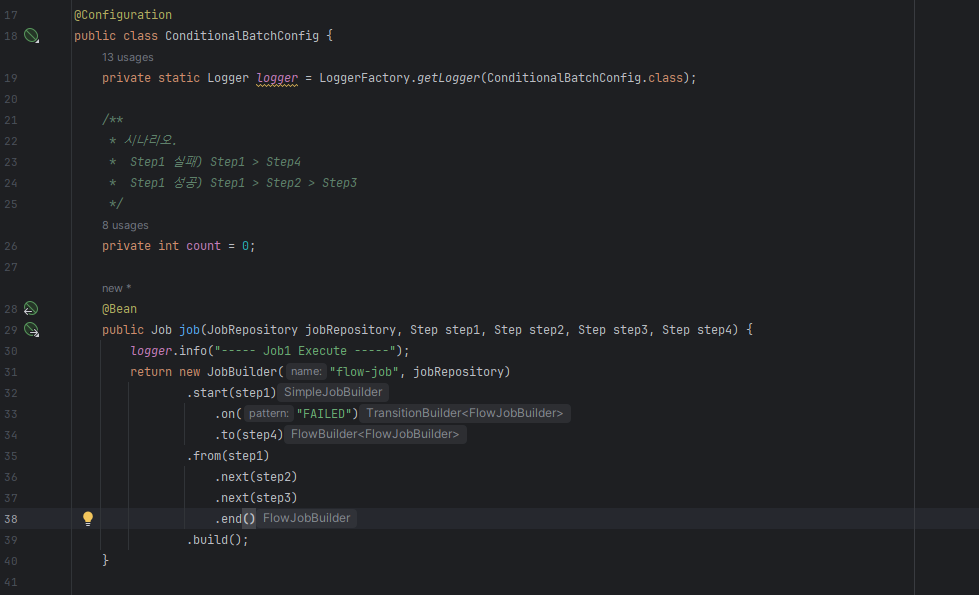 17 @Configuration
18 public class ConditionalBatchConfig {
13 usages
19 private static Logger logger = LoggerFactory.getLogger(ConditionalBatchConfig.class);
20
21 /**
22 * 시나리오.
23 * Step1 실패) Step1 > Step4
24 * Step1 성공) Step1 > Step2 > Step3
25 */
8 usages
26 private int count = 0;
27
new *
28 @Bean
29 public Job job(JobRepository jobRepository, Step step1, Step step2, Step step3, Step step4) {
30 logger.info("----- Job1 Execute -----");
31 return new JobBuilder( name: "flow-job", jobRepository)
32 .start(step1) SimpleJobBuilder
33 .on( pattern: "FAILED") TransitionBuilder<FlowJobBuilder>
34 .to(step4) FlowBuilder<FlowJobBuilder>
35 .from(step1)
36 .next(step2)
37 .next(step3)
38 .end() FlowJobBuilder
39 .build();
40 }
41